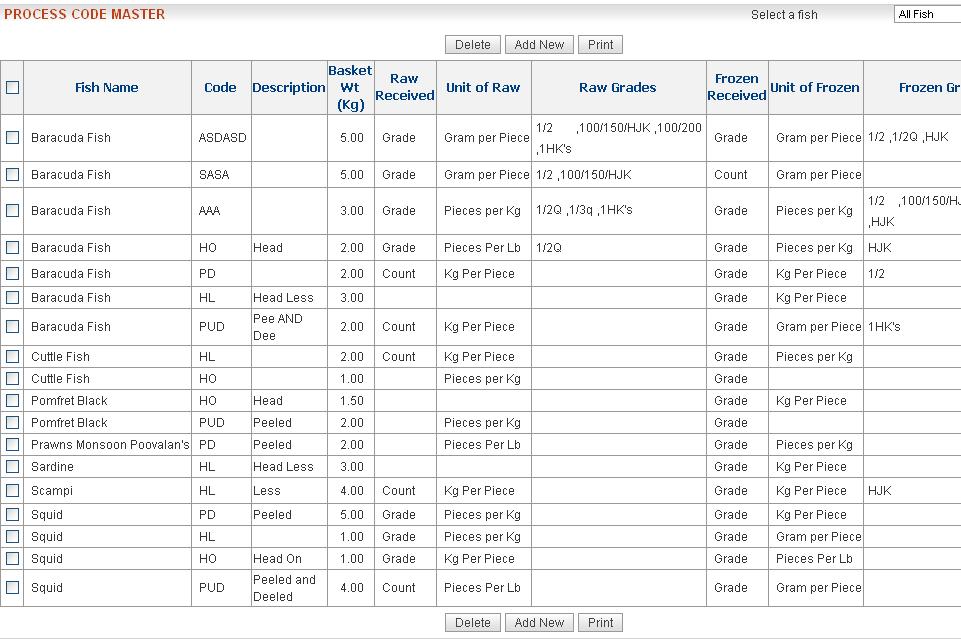 PROCESS CODE MASTER Select a fish All Fish
Delete Add New Print
Fish Name Code Description Basket Wt (Kg) Raw Received Unit of Raw Raw Grades Frozen Received Unit of Frozen Frozen Gr
Baracuda Fish ASDASD 5.00 Grade Gram per Piece 1/2 ,100/150/HJK ,100/200 ,1HK's Grade Gram per Piece 1/2 ,1/2Q ,HJK
Baracuda Fish SASA 5.00 Grade Gram per Piece 1/2 ,100/150/HJK Count Gram per Piece
Baracuda Fish AAA 3.00 Grade Pieces per Kg 1/2Q ,1/3q ,1HK's Grade Pieces per Kg 1/2 ,100/150/HJ ,HJK
Baracuda Fish HO Head 2.00 Grade Pieces Per Lb 1/2Q Grade Pieces per Kg HJK
Baracuda Fish PD 2.00 Count Kg Per Piece Grade Kg Per Piece 1/2
Baracuda Fish HL Head Less 3.00 Grade Kg Per Piece
Baracuda Fish PUD Pee AND Dee 2.00 Count Kg Per Piece Grade Gram per Piece 1HK's
Cuttle Fish HL 2.00 Count Kg Per Piece Grade Pieces per Kg
Cuttle Fish HO 1.00 Pieces per Kg Grade
Pomfret Black HO Head 1.50 Grade Kg Per Piece
Pomfret Black PUD Peeled 2.00 Pieces per Kg Grade
Prawns Monsoon Poovalan's PD Peeled 2.00 Pieces Per Lb Grade Pieces per Kg
Sardine HL Head Less 3.00 Grade Kg Per Piece
Scampi HL Less 4.00 Count Kg Per Piece Grade Kg Per Piece HJK
Squid PD Peeled 5.00 Grade Pieces per Kg Grade Kg Per Piece
Squid HL 1.00 Grade Pieces per Kg Grade Gram per Piece
Squid HO Head On 1.00 Grade Kg Per Piece Grade Pieces Per Lb
Squid PUD Peeled and Deeled 4.00 Count Pieces Per Lb Grade Gram per Piece
Delete Add New Print